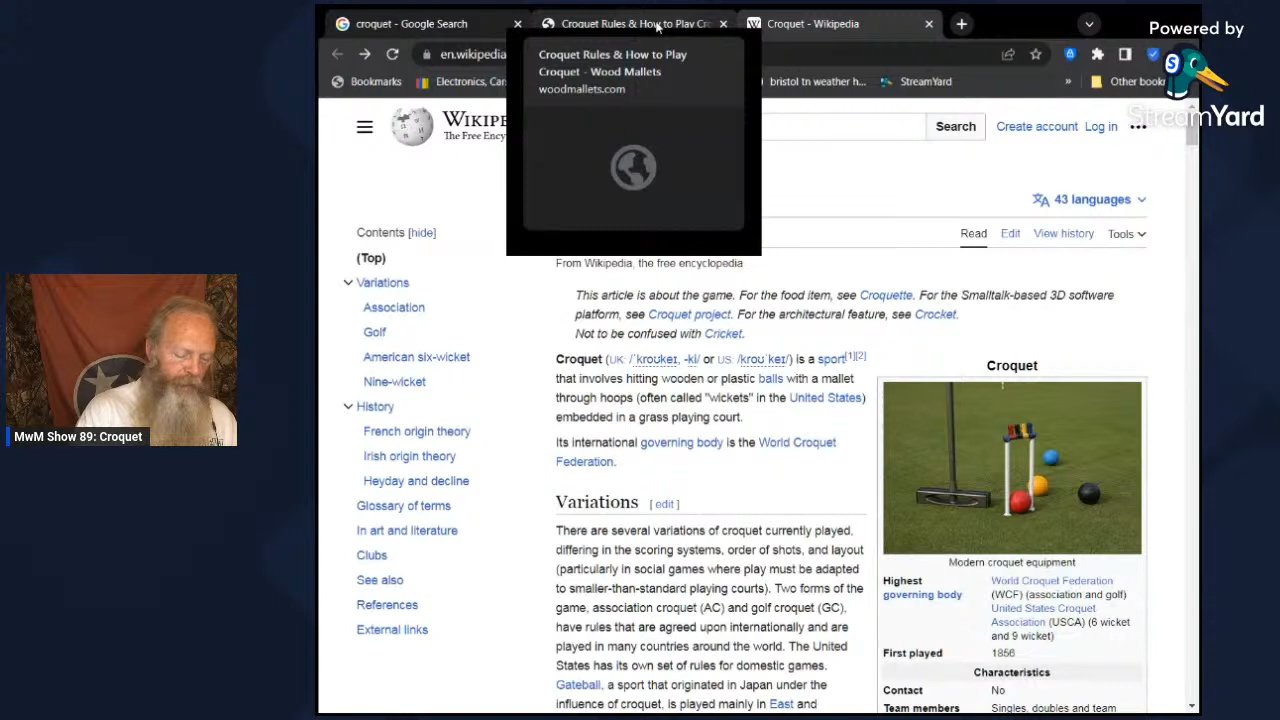 croquet - Google Search
Croquet Rules & How to Play Cr
Croquet - Wikipedia
Powered by
StreamYard
en.wikipedia
Croquet Rules & How to Play
Croquet - Wood Mallets
woodmallets.com
Bookmarks
Electronics, Cars
bristol tn weather h...
StreamYard
»
Other book
WIKIPE
The Free Ency
Search
Create account
Log in
43 languages
Contents [hide]
(Top)
Variations
Association
Golf
American six-wicket
Nine-wicket
History
French origin theory
Irish origin theory
Heyday and decline
Glossary of terms
In art and literature
Clubs
See also
References
External links
Read
Edit
View history
Tools
From Wikipedia, the free encyclopedia
This article is about the game. For the food item, see Croquette. For the Smalltalk-based 3D software
platform, see Croquet project. For the architectural feature, see Crocket.
Not to be confused with Cricket.
Croquet (UK: /ˈkroʊkeɪ, -ki/ or US: /kroʊˈkeɪ/) is a sport[1][2]
that involves hitting wooden or plastic balls with a mallet
through hoops (often called "wickets" in the United States)
embedded in a grass playing court.
Its international governing body is the World Croquet
Federation.
Variations [ edit ]
There are several variations of croquet currently played,
differing in the scoring systems, order of shots, and layout
(particularly in social games where play must be adapted
to smaller-than-standard playing courts). Two forms of the
game, association croquet (AC) and golf croquet (GC),
have rules that are agreed upon internationally and are
played in many countries around the world. The United
States has its own set of rules for domestic games.
Gateball, a sport that originated in Japan under the
influence of croquet, is played mainly in East and
Croquet
Modern croquet equipment
Highest governing body
World Croquet Federation
(WCF) (association and golf)
United States Croquet
Association (USCA) (6 wicket
and 9 wicket)
First played
1856
Characteristics
Contact
No
Team members
Singles, doubles and team
MwM Show 89: Croquet